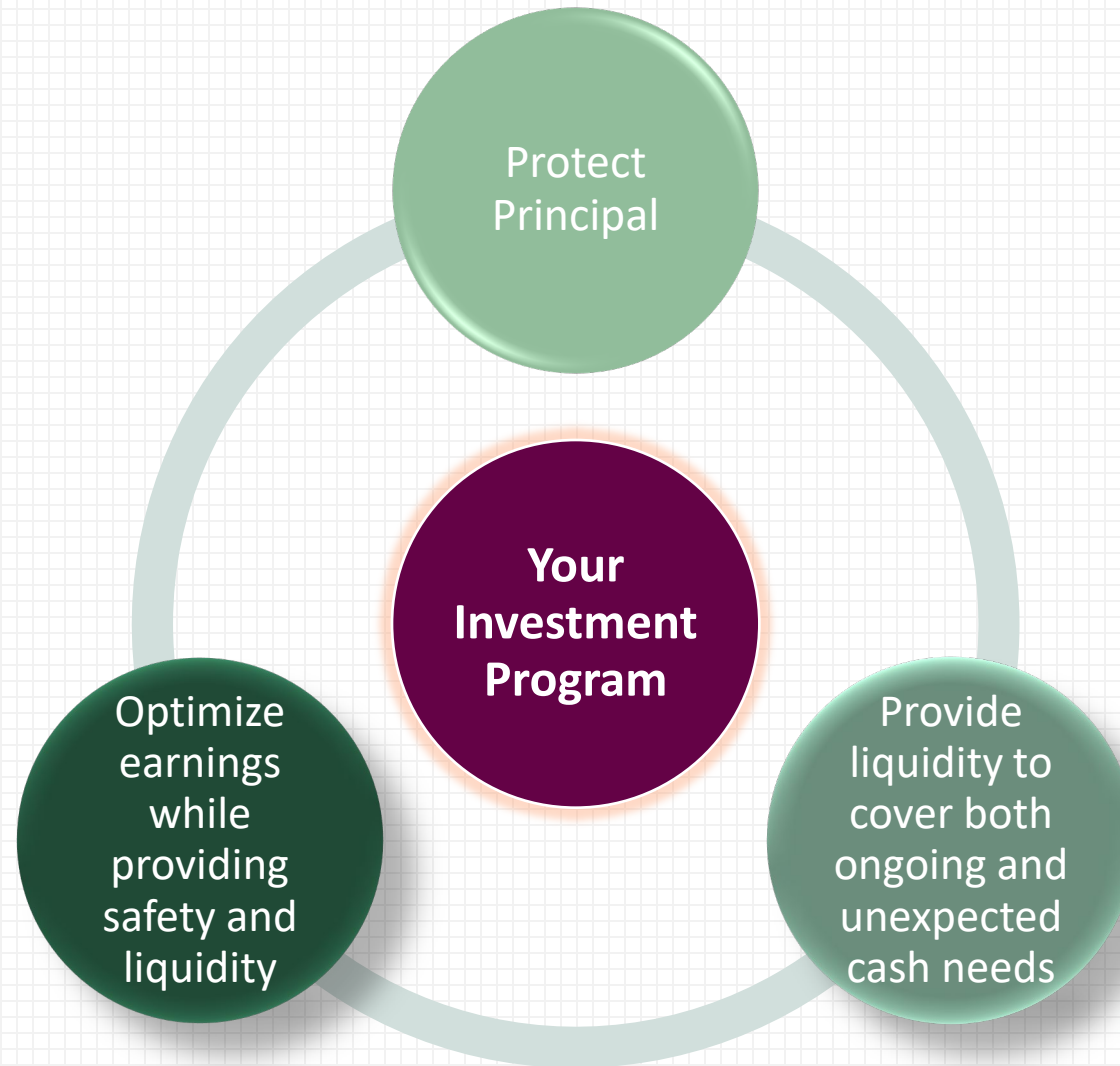 Protect
Principal
Your
Investment
Program
Optimize
earnings
while
providing
safety and
liquidity
Provide
liquidity to
cover both
ongoing and
unexpected
cash needs